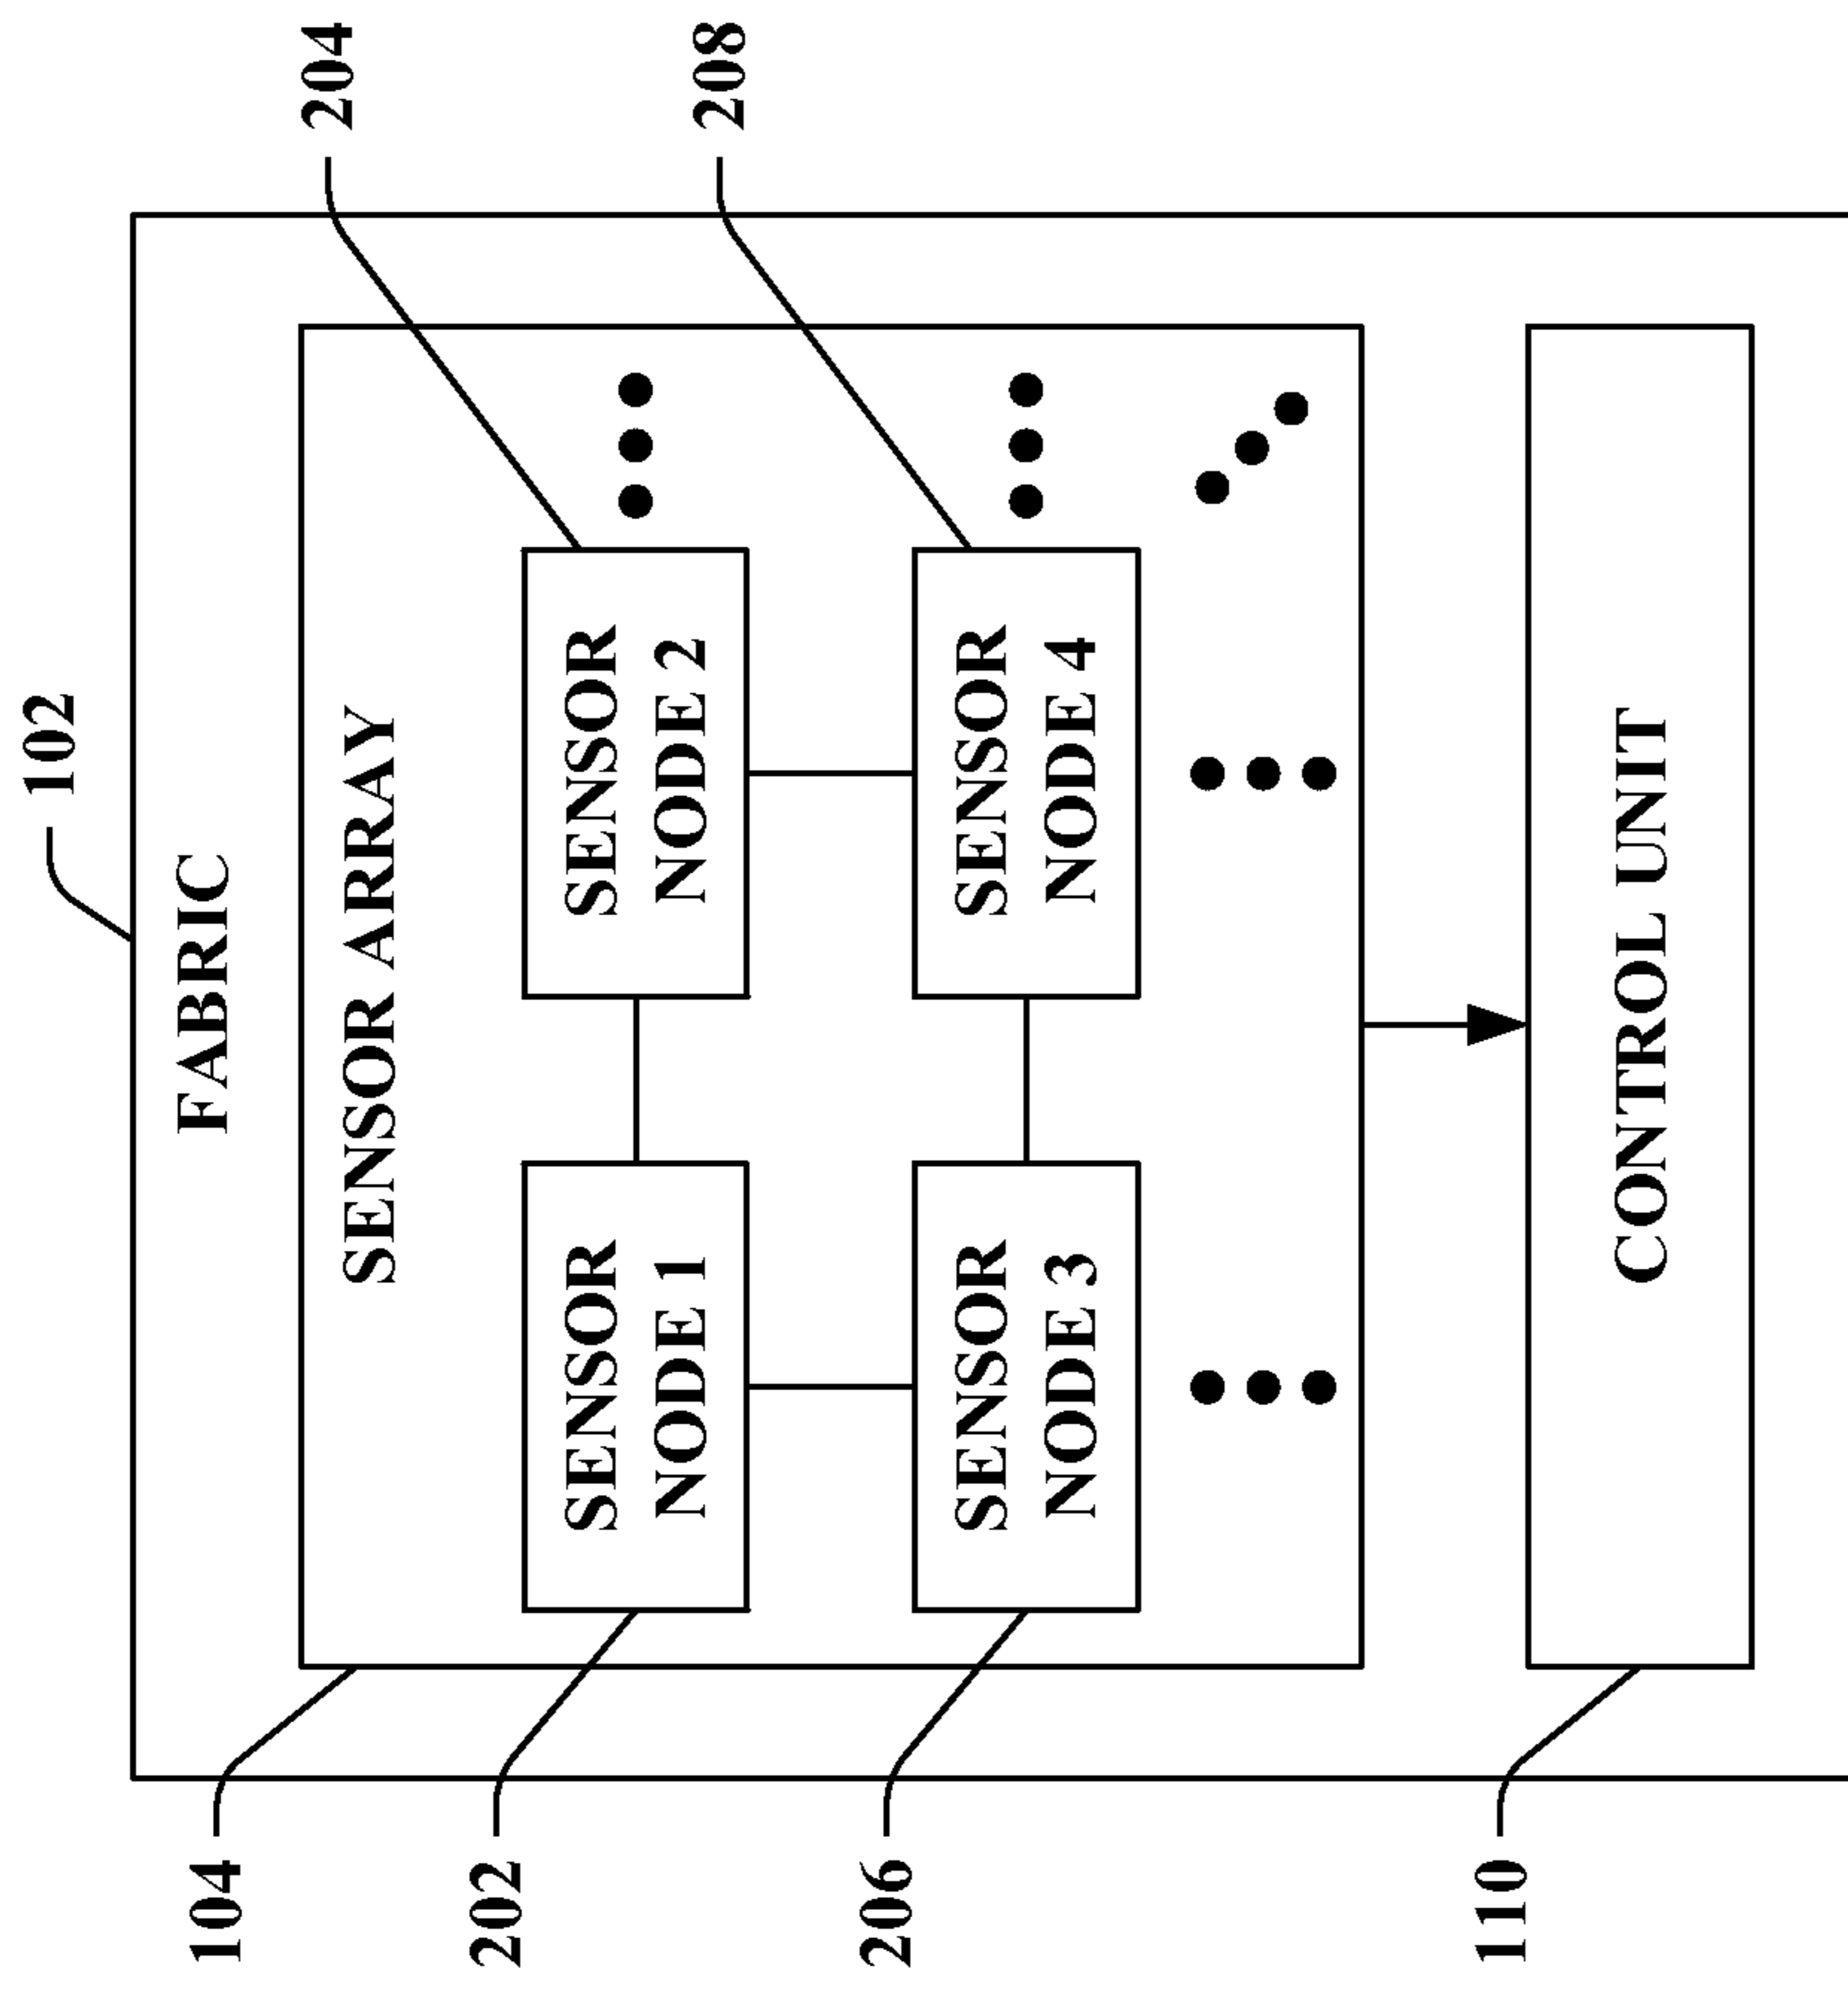 102
FABRIC
104
SENSOR ARRAY
204
202
SENSOR
NODE 1
SENSOR
NODE 2
208
206
SENSOR
NODE 3
SENSOR
NODE 4
110
CONTROL UNIT